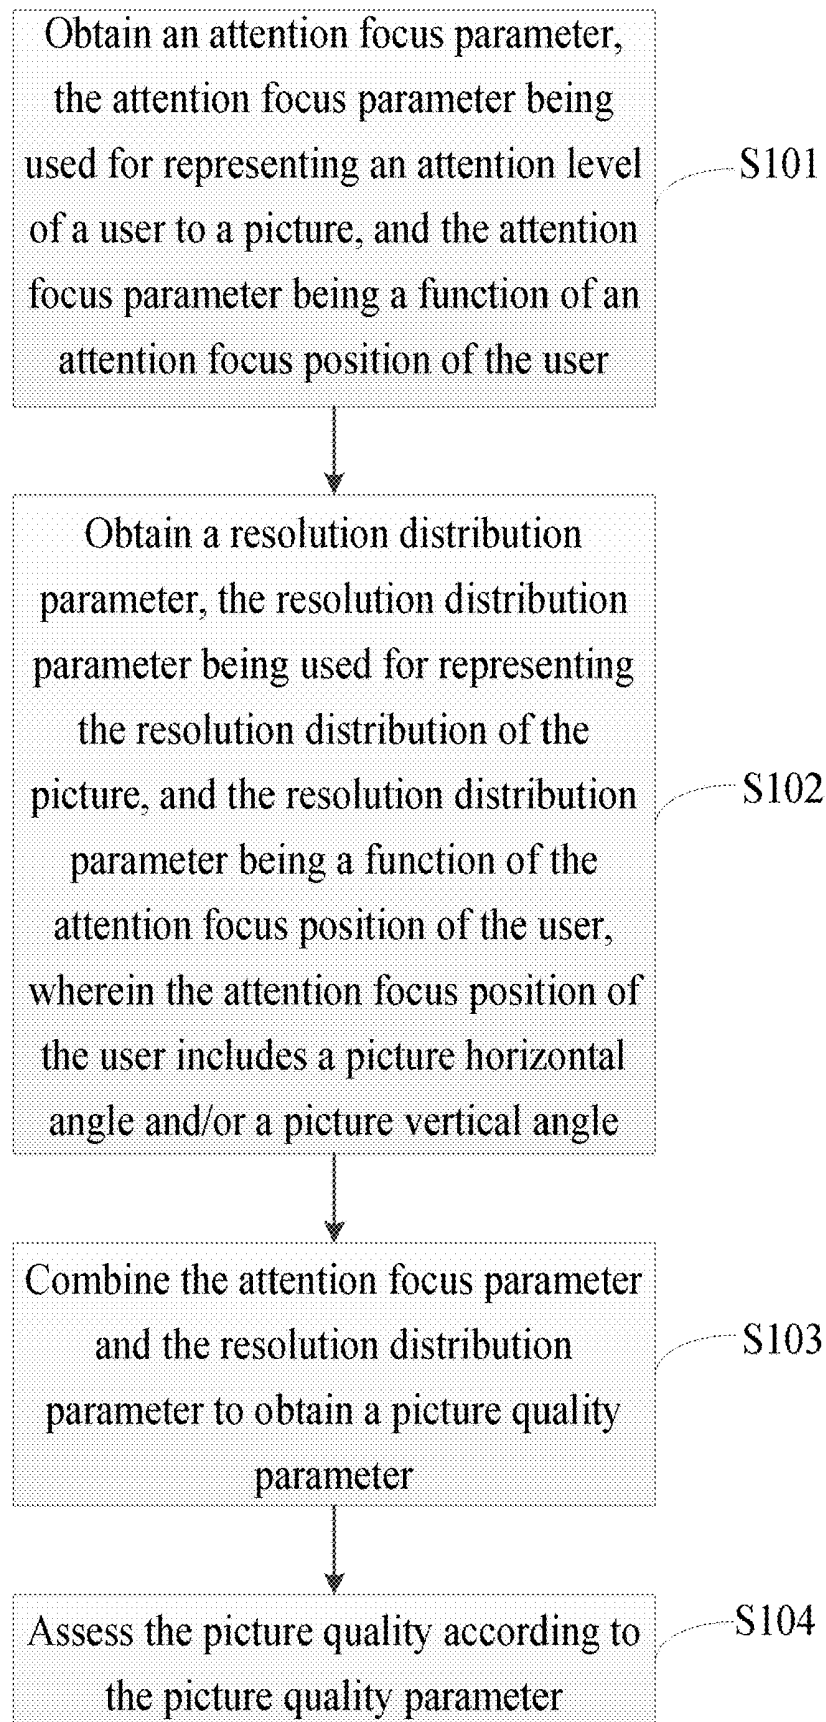 Obtain an attention focus parameter,
the attention focus parameter being
used for representing an attention level
of a user to a picture, and the attention
focus parameter being a function of an
attention focus position of the user
S101
Obtain a resolution distribution
parameter, the resolution distribution
parameter being used for representing
the resolution distribution of the
picture, and the resolution distribution
parameter being a function of the
attention focus position of the user,
wherein the attention focus position of
the user includes a picture horizontal
angle and/or a picture vertical angle
S102
Combine the attention focus parameter
and the resolution distribution
parameter to obtain a picture quality
parameter
S103
Assess the picture quality according to
the picture quality parameter
S104